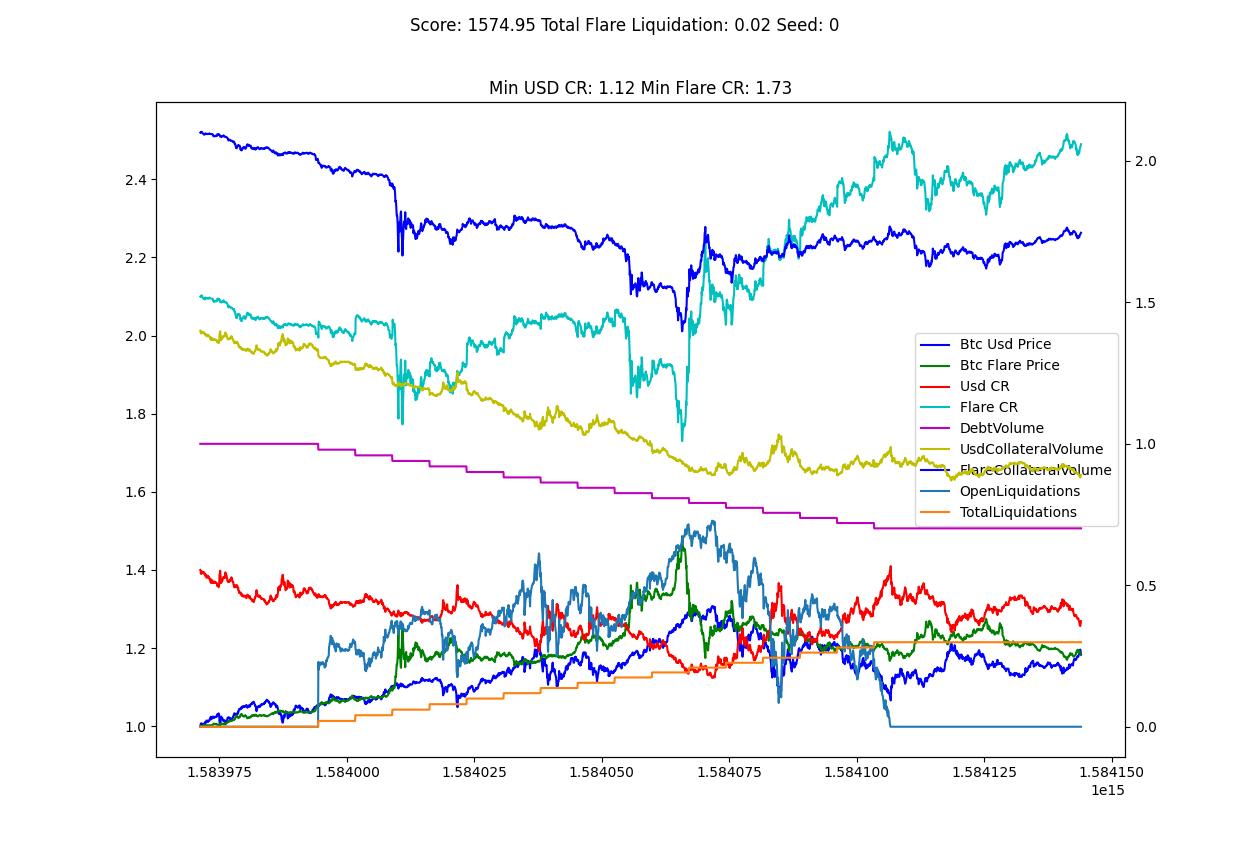 Score: 1574.95 Total Flare Liquidation: 0.02 Seed: 0
Min USD CR: 1.12 Min Flare CR: 1.73
2.4
2.2
2.0
1.8
1.6
1.4
1.2
1.0
2.0
1.5
1.0
0.5
0.0
Btc Usd Price
Btc Flare Price
Usd CR
Flare CR
DebtVolume
UsdCollateralVolume
FlareCollateralVolume
OpenLiquidations
TotalLiquidations
1.583975 1.584000 1.584025 1.584050 1.584075 1.584100 1.584125 1.584150
1e15